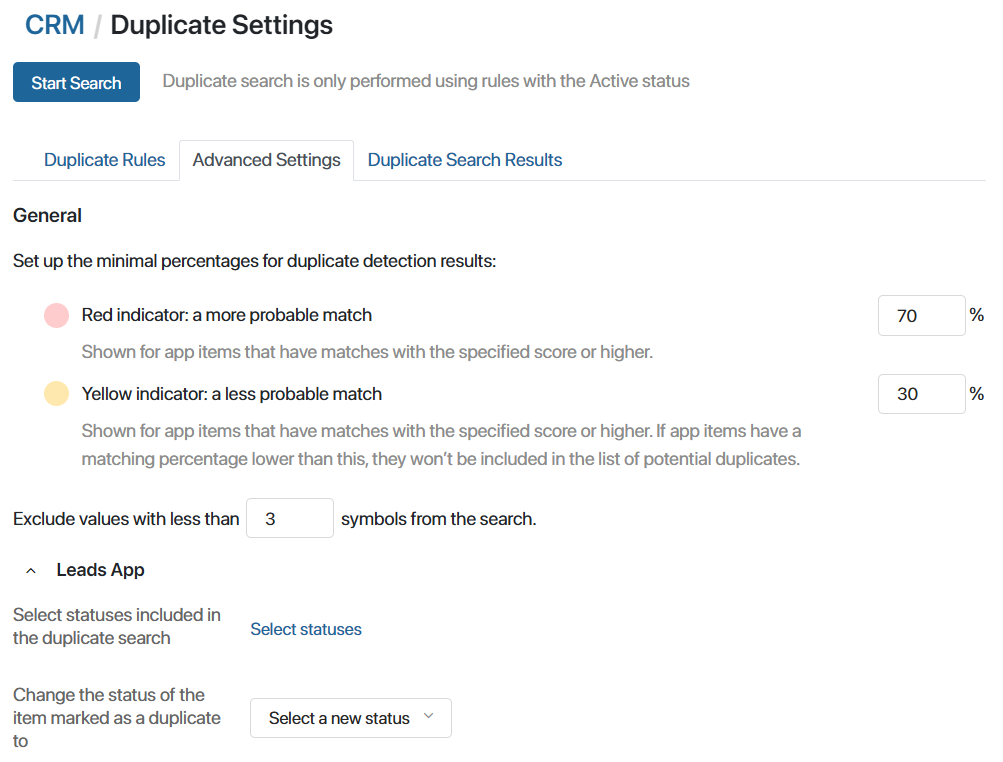 CRM / Duplicate Settings
Start Search Duplicate search is only performed using rules with the Active status
Duplicate Rules Advanced Settings Duplicate Search Results
General
Set up the minimal percentages for duplicate detection results:
Red indicator: a more probable match 70 %
Shown for app items that have matches with the specified score or higher.
Yellow indicator: a less probable match 30 %
Shown for app items that have matches with the specified score or higher. If app items have a
matching percentage lower than this, they won’t be included in the list of potential duplicates.
Exclude values with less than 3 symbols from the search.
Leads App
Select statuses included in
the duplicate search
Select statuses
Change the status of the
item marked as a duplicate
to
Select a new status